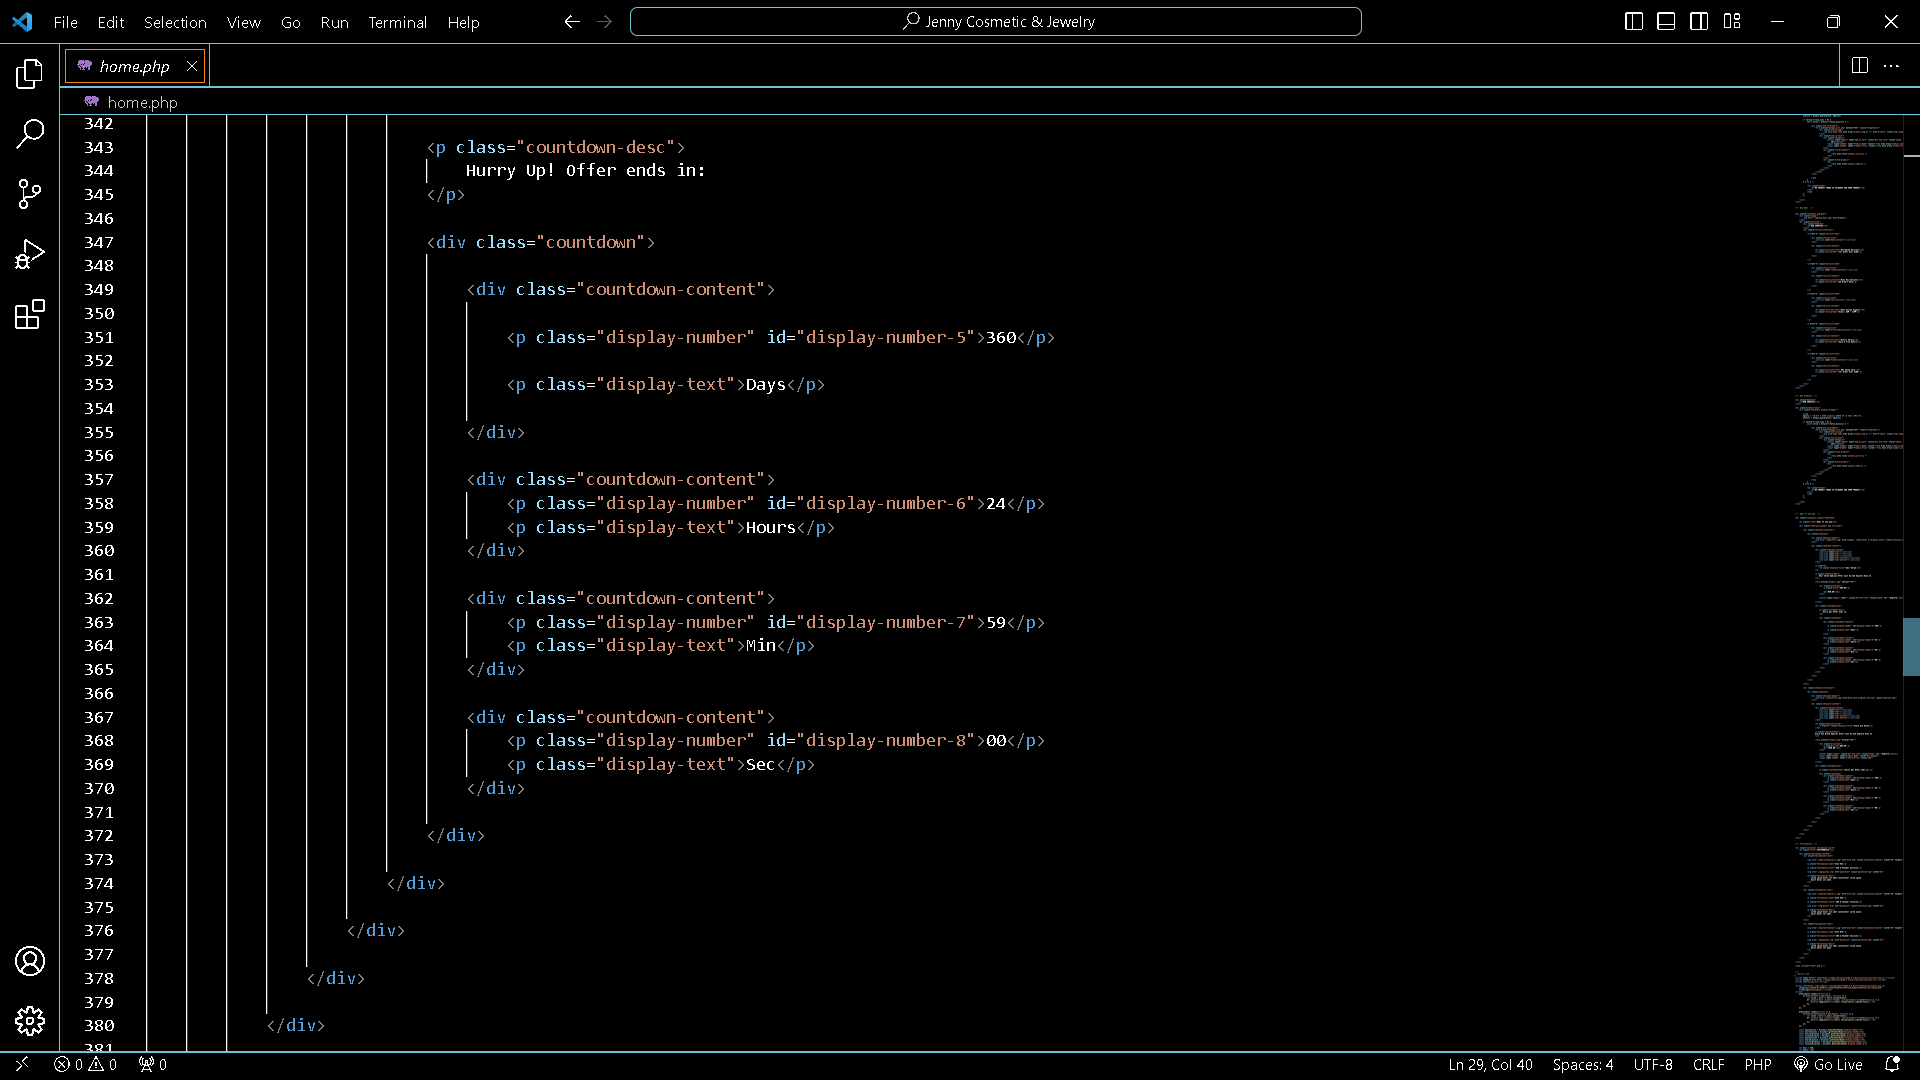 File Edit Selection View Go Run Terminal Help
Jenny Cosmetic & Jewelry
home.php
home.php
342
343 <p class="countdown-desc">
344 Hurry Up! Offer ends in:
345 </p>
346
347 <div class="countdown">
348
349 <div class="countdown-content">
350
351 <p class="display-number" id="display-number-5">360</p>
352
353 <p class="display-text">Days</p>
354
355 </div>
356
357 <div class="countdown-content">
358 <p class="display-number" id="display-number-6">24</p>
359 <p class="display-text">Hours</p>
360 </div>
361
362 <div class="countdown-content">
363 <p class="display-number" id="display-number-7">59</p>
364 <p class="display-text">Min</p>
365 </div>
366
367 <div class="countdown-content">
368 <p class="display-number" id="display-number-8">00</p>
369 <p class="display-text">Sec</p>
370 </div>
371
372 </div>
373
374 </div>
375
376 </div>
377
378 </div>
379
380 </div>
381
0 0 0 Ln 29, Col 40 Spaces: 4 UTF-8 CRLF PHP Go Live